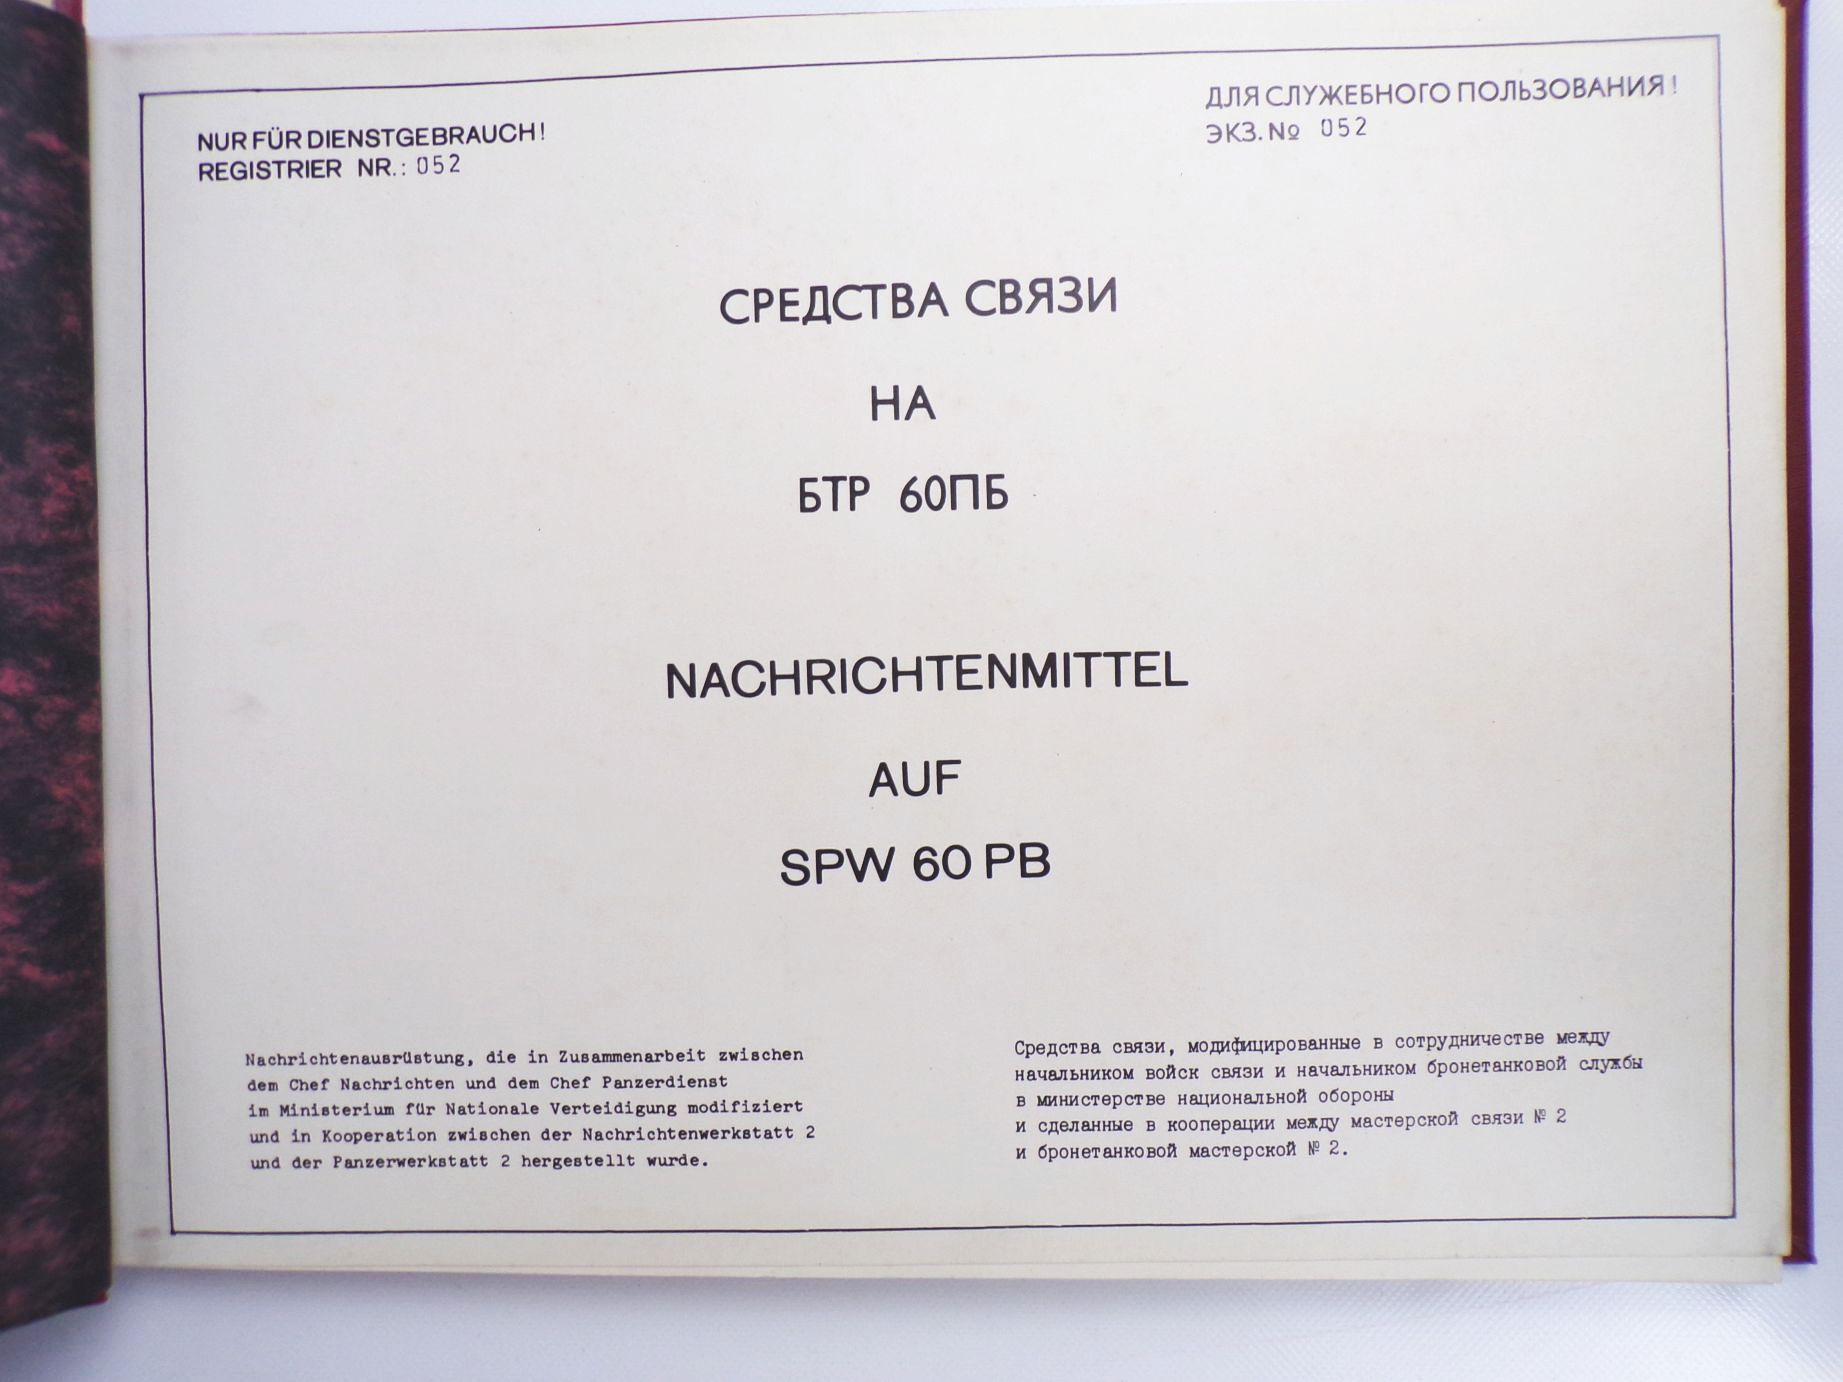 NUR FÜR DIENSTGEBRAUCH!
REGISTRIER NR.: 052
ДЛЯ СЛУЖЕБНОГО ПОЛЬЗОВАНИЯ!
ЭКЗ. № 052
СРЕДСТВА СВЯЗИ
НА
БТР 60ПБ
NACHRICHTENMITTEL
AUF
SPW 60 PB
Nachrichtenausrüstung, die in Zusammenarbeit zwischen
dem Chef Nachrichten und dem Chef Panzerdienst
im Ministerium für Nationale Verteidigung modifiziert
und in Kooperation zwischen der Nachrichtenwerkstatt 2
und der Panzerwerkstatt 2 hergestellt wurde.
Средства связи, модифицированные в сотрудничестве между
начальником войск связи и начальником бронетанковой службы
в министерстве национальной обороны
и сделанные в кооперации между мастерской связи № 2
и бронетанковой мастерской № 2.